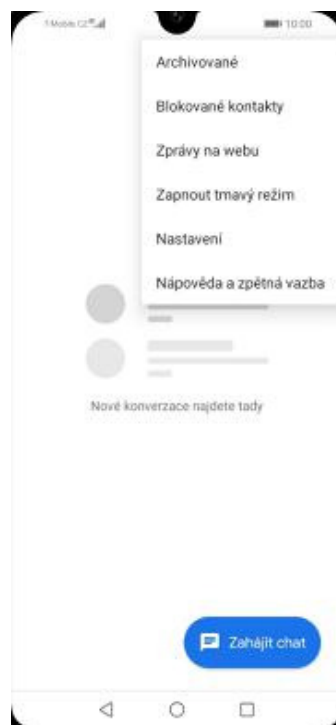 T-Mobile CZ
10:00
Archivované
Blokované kontakty
Zprávy na webu
Zapnout tmavý režim
Nastavení
Nápověda a zpětná vazba
Nové konverzace najdete tady
Zahájit chat